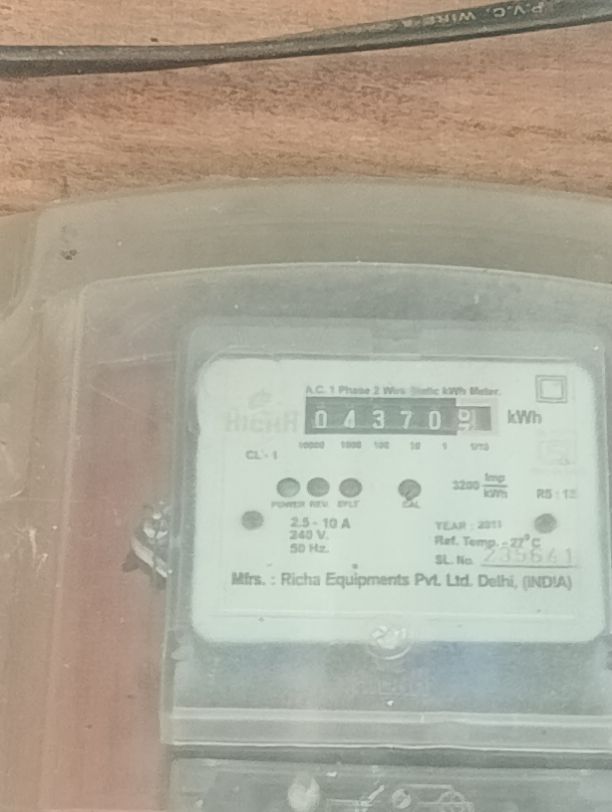 P.V.C. WIRE
A.C. 1 Phase 2 Wire Static kWh Meter.
0 4 3 7 0 kWh
10000 1000 100 10 1 1/10
CL - 1
3200 Imp/kWh
POWER REV. EFLT CAL
2.5 - 10 A
YEAR : 2011
240 V.
Ref. Temp. - 27°C
50 Hz.
SL. No. 235641
Mfrs. : Richa Equipments Pvt. Ltd. Delhi, (INDIA)